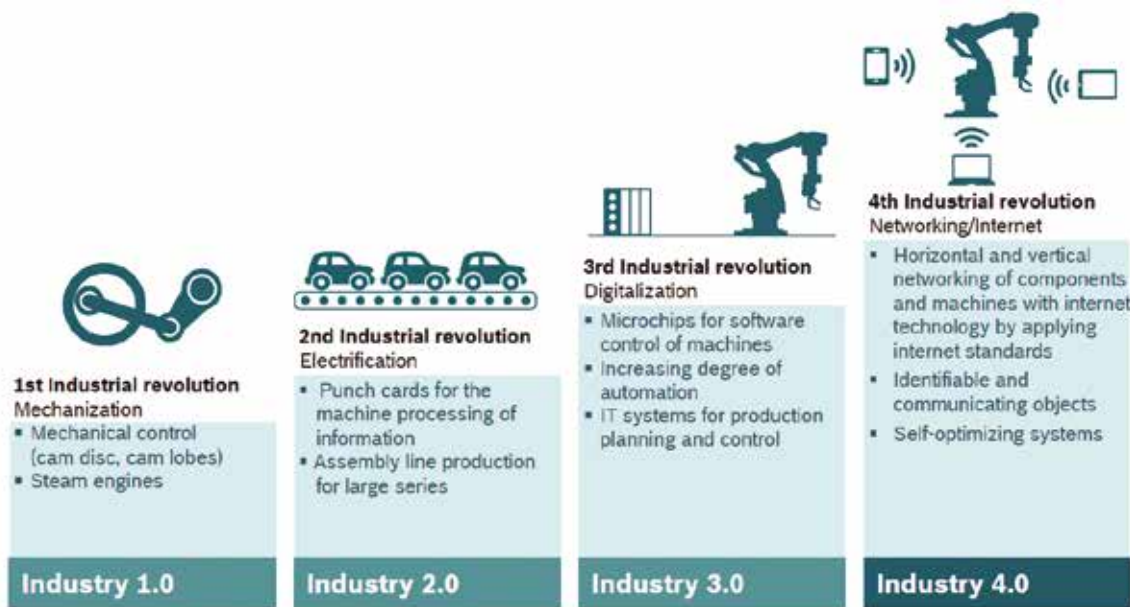 1st Industrial revolution
Mechanization
▪ Mechanical control
(cam disc, cam lobes)
▪ Steam engines
Industry 1.0
2nd Industrial revolution
Electrification
▪ Punch cards for the
machine processing of
information
▪ Assembly line production
for large series
Industry 2.0
3rd Industrial revolution
Digitalization
▪ Microchips for software
control of machines
▪ Increasing degree of
automation
▪ IT systems for production
planning and control
Industry 3.0
4th Industrial revolution
Networking/Internet
▪ Horizontal and vertical
networking of components
and machines with internet
technology by applying
internet standards
▪ Identifiable and
communicating objects
▪ Self-optimizing systems
Industry 4.0